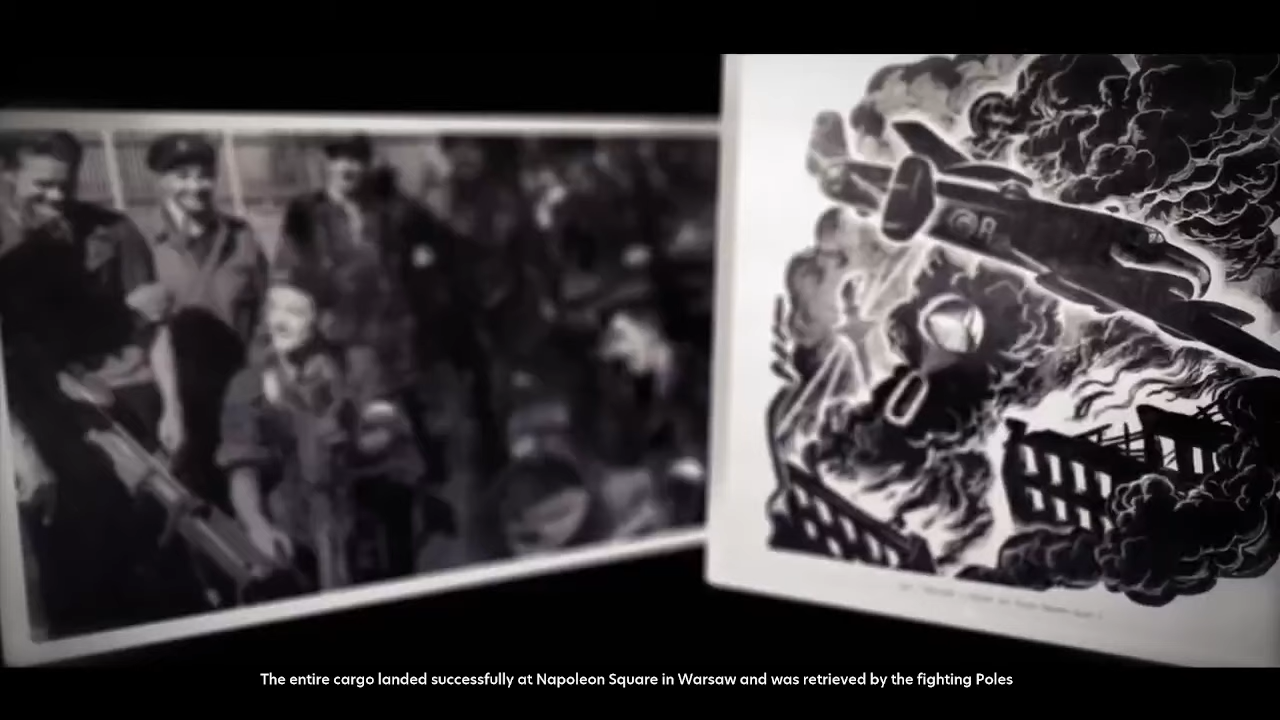 R
The entire cargo landed successfully at Napoleon Square in Warsaw and was retrieved by the fighting Poles